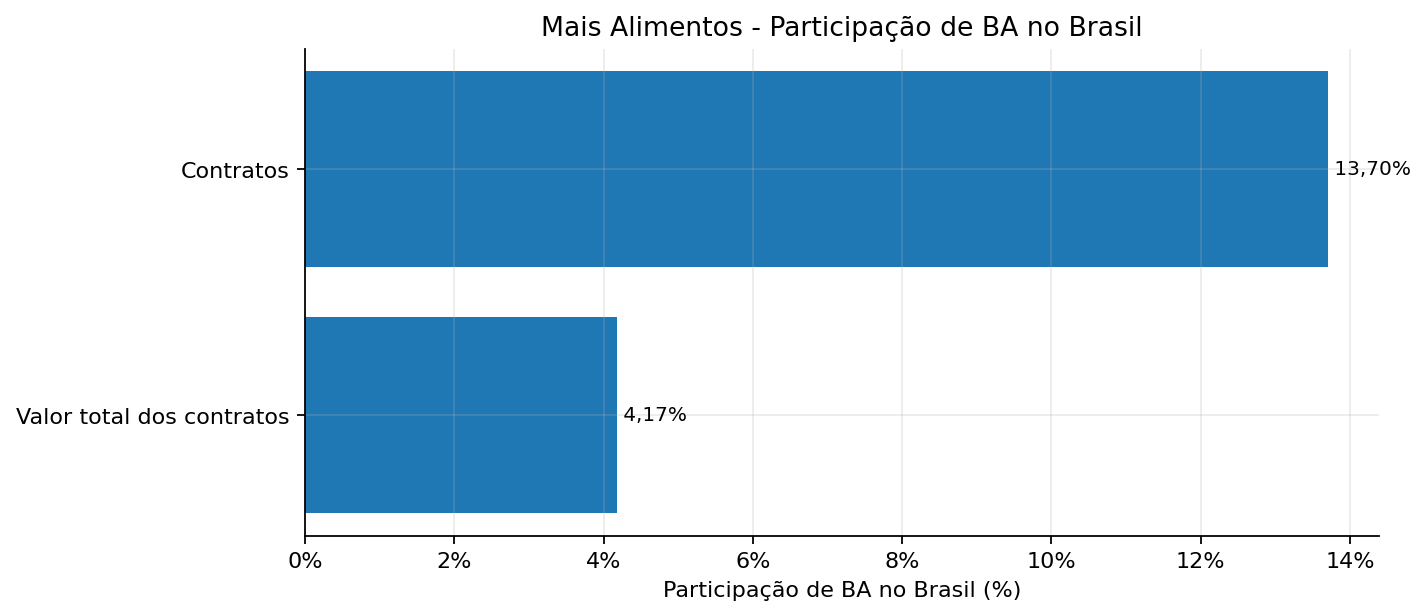 Mais Alimentos - Participação de BA no Brasil
Contratos
13,70%
Valor total dos contratos
4,17%
0% 2% 4% 6% 8% 10% 12% 14%
Participação de BA no Brasil (%)